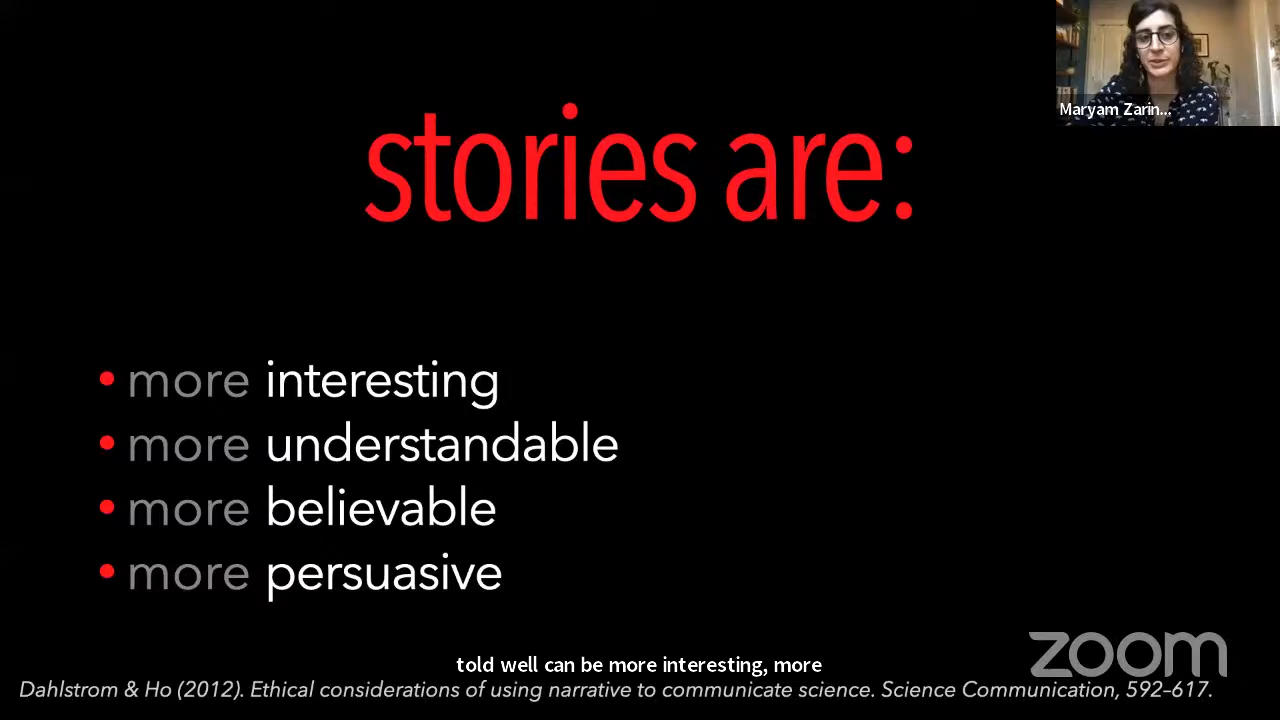 Maryam Zarin...
stories are:
• more interesting
• more understandable
• more believable
• more persuasive
zoom
told well can be more interesting, more
Dahlstrom & Ho (2012). Ethical considerations of using narrative to communicate science. Science Communication, 592–617.